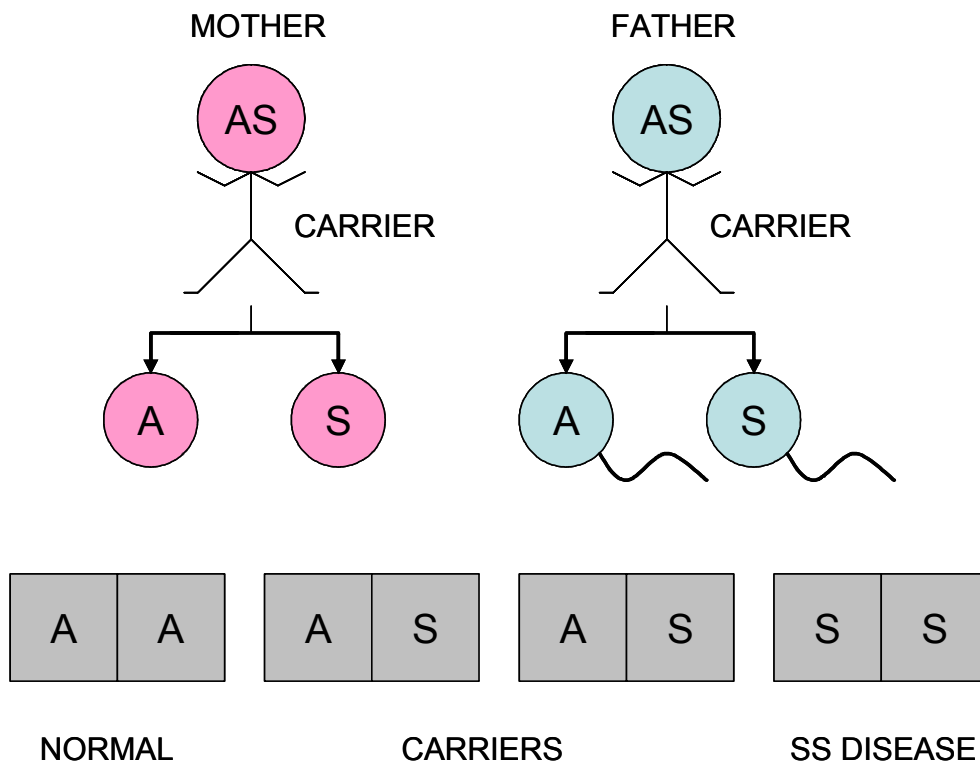 MOTHER FATHER
AS AS
CARRIER CARRIER
A S A S
A A A S A S S S
NORMAL CARRIERS SS DISEASE